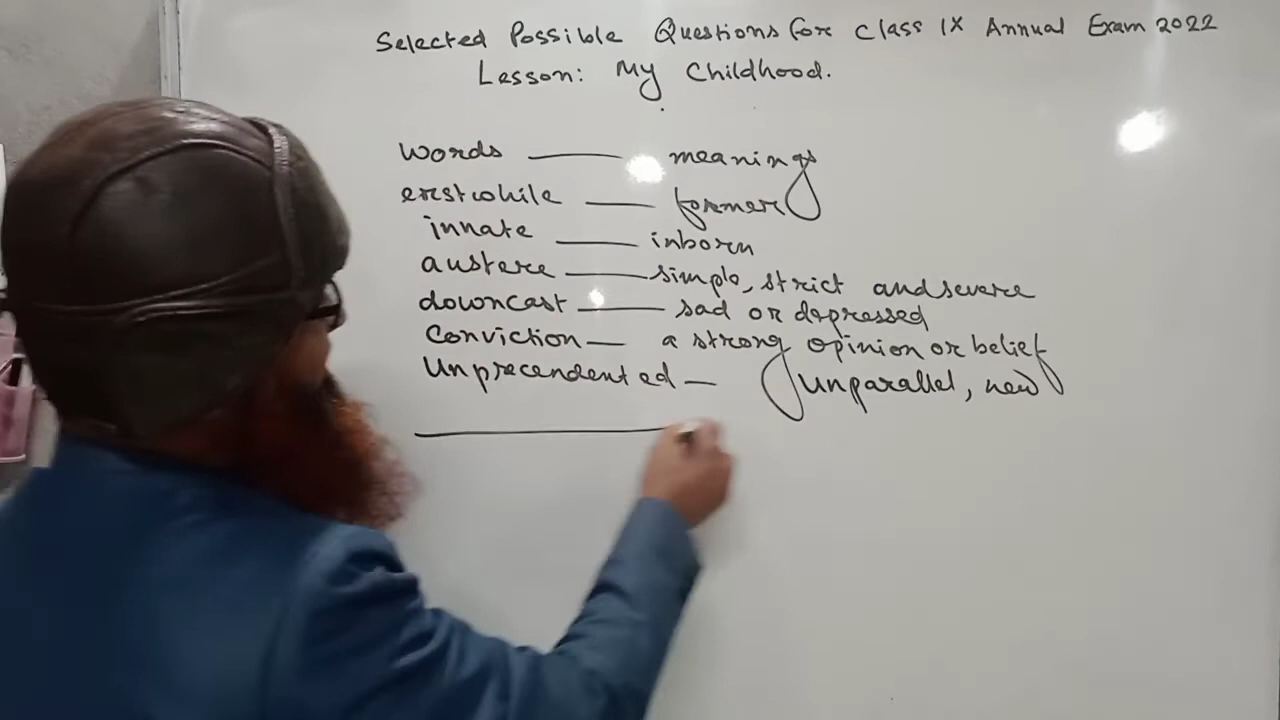 Selected Possible Questions for Class IX Annual Exam 2022
Lesson: My Childhood.
words — meanings
erstwhile — former
innate — inborn
austere — simple, strict and severe
downcast — sad or depressed
Conviction — a strong opinion or belief
Unprecendented — unparallel, new